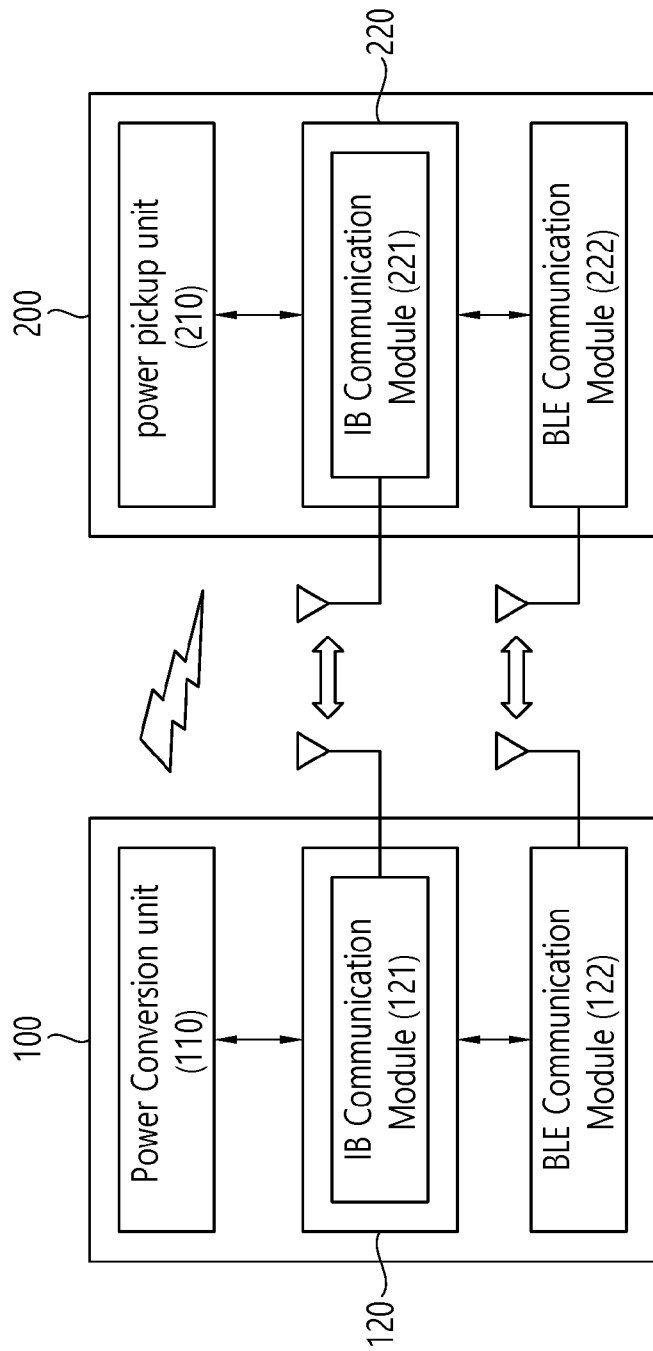 100
Power Conversion unit
(110)
IB Communication
Module (121)
120
BLE Communication
Module (122)
200
power pickup unit
(210)
IB Communication
Module (221)
220
BLE Communication
Module (222)